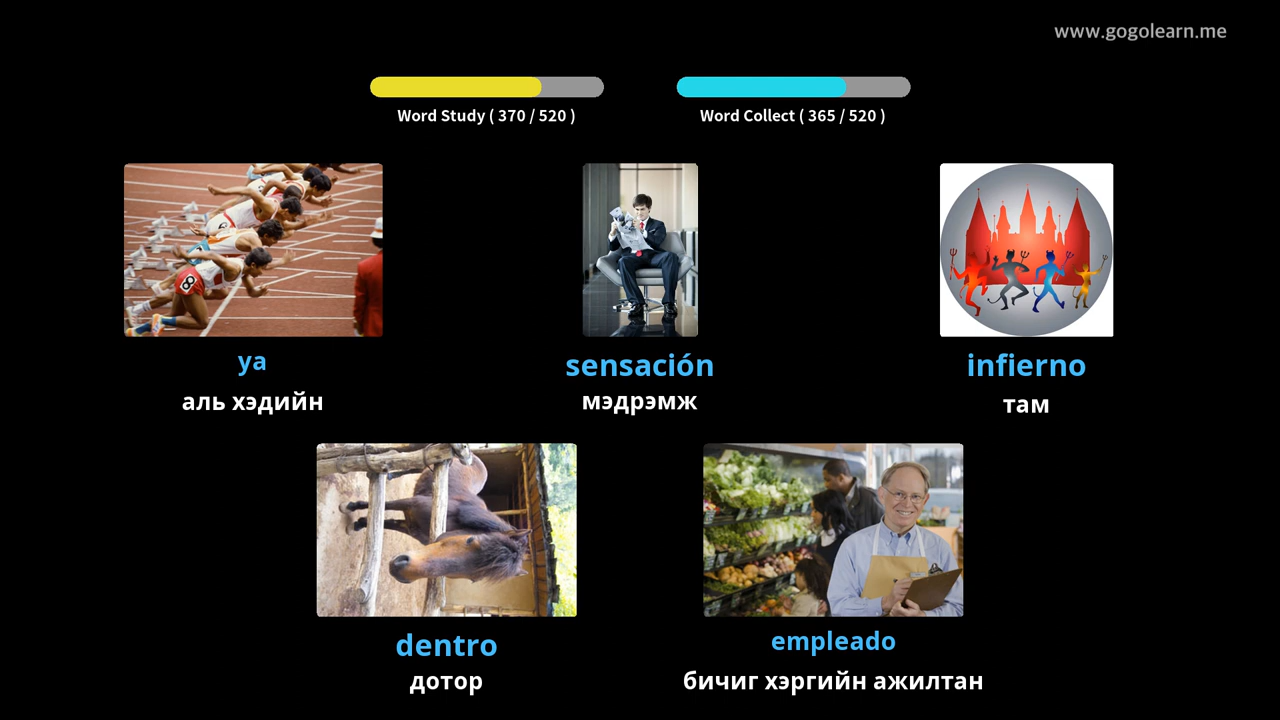 www.gogolearn.me
Word Study ( 370 / 520 )
Word Collect ( 365 / 520 )
ya
аль хэдийн
sensación
мэдрэмж
infierno
там
dentro
дотор
empleado
бичиг хэргийн ажилтан